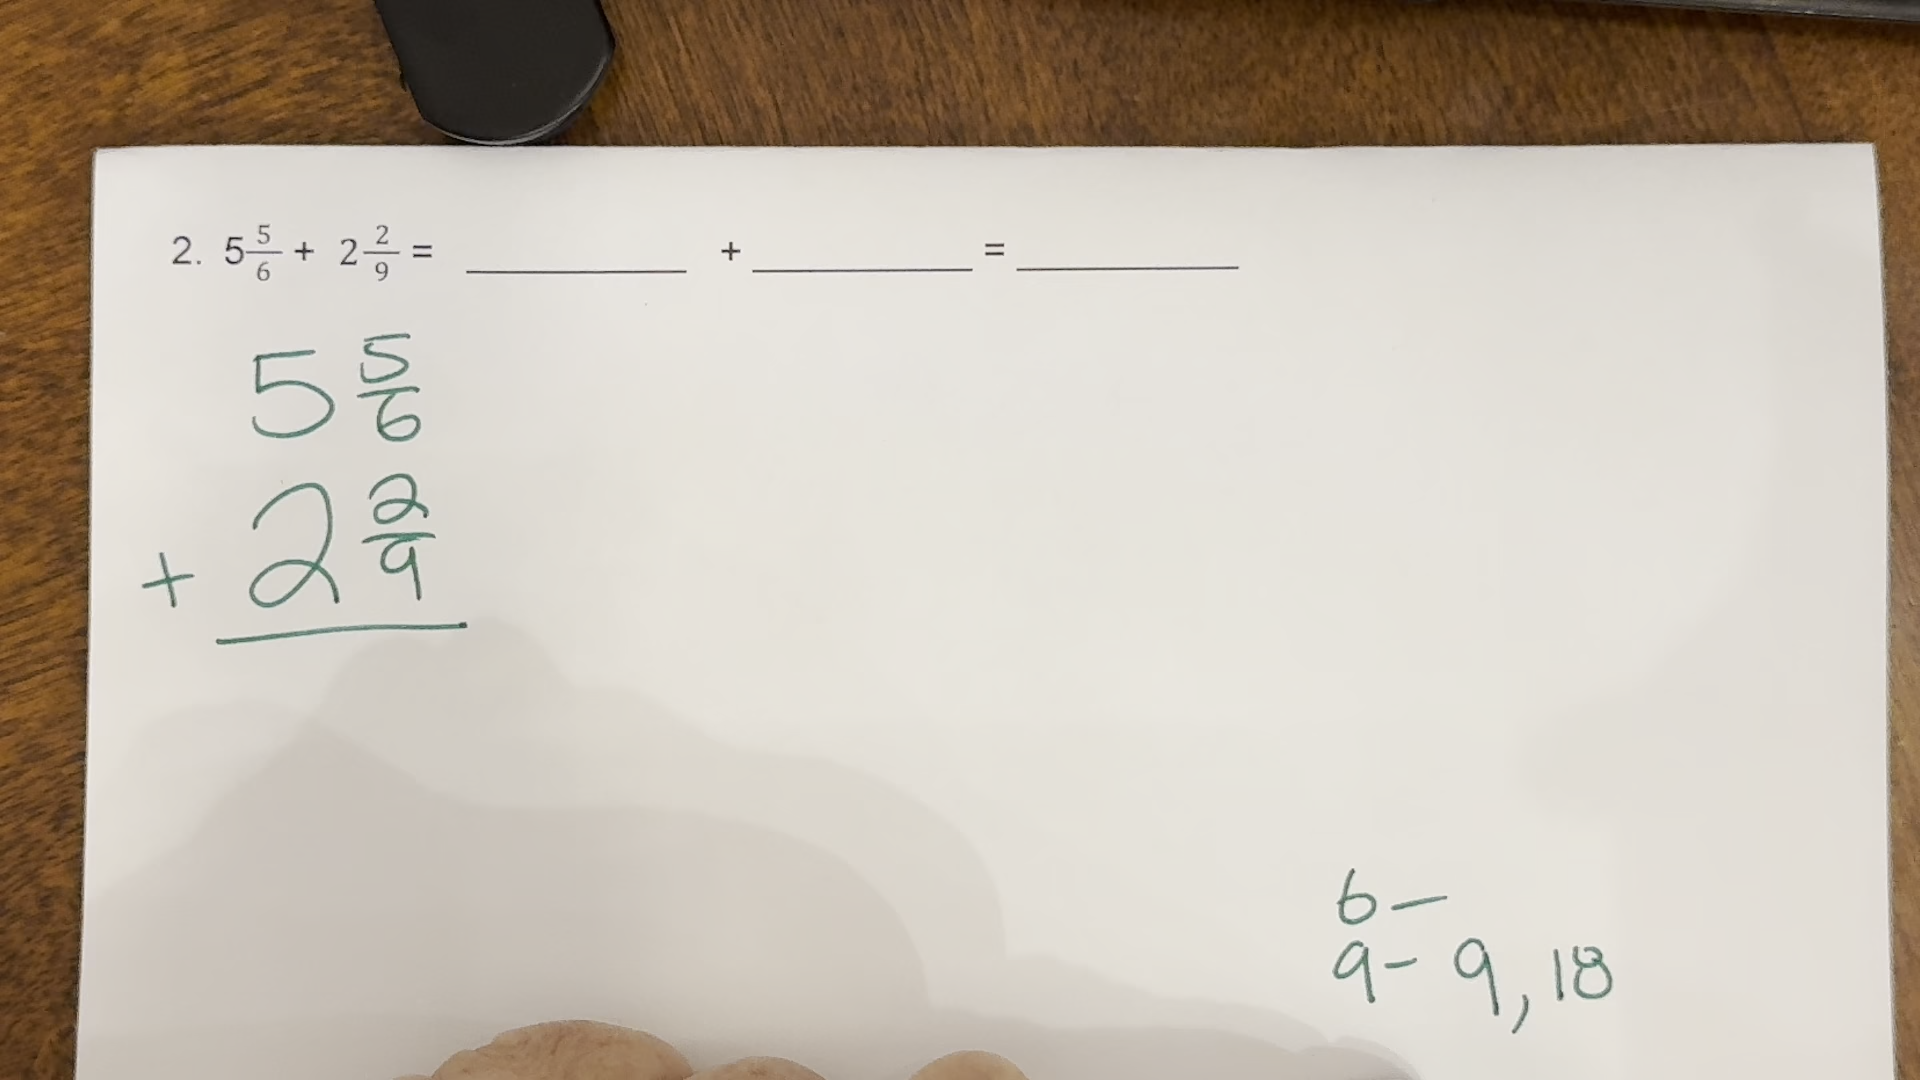 2. 5 5/6 + 2 2/9 = ____________ + ____________ = ____________
5 5/6
+ 2 2/9
6 —
9 – 9, 18